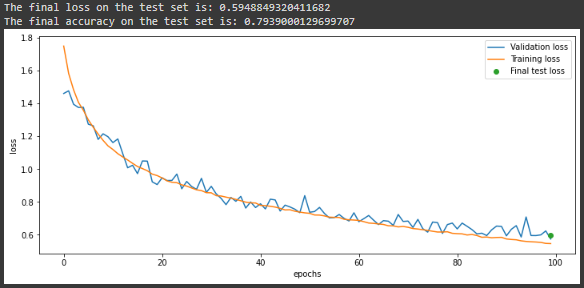 The final loss on the test set is: 0.5948849320411682
The final accuracy on the test set is: 0.7939000129699707
Validation loss
Training loss
Final test loss
1.8
1.6
1.4
1.2
1.0
0.8
0.6
loss
0
20
40
60
80
100
epochs